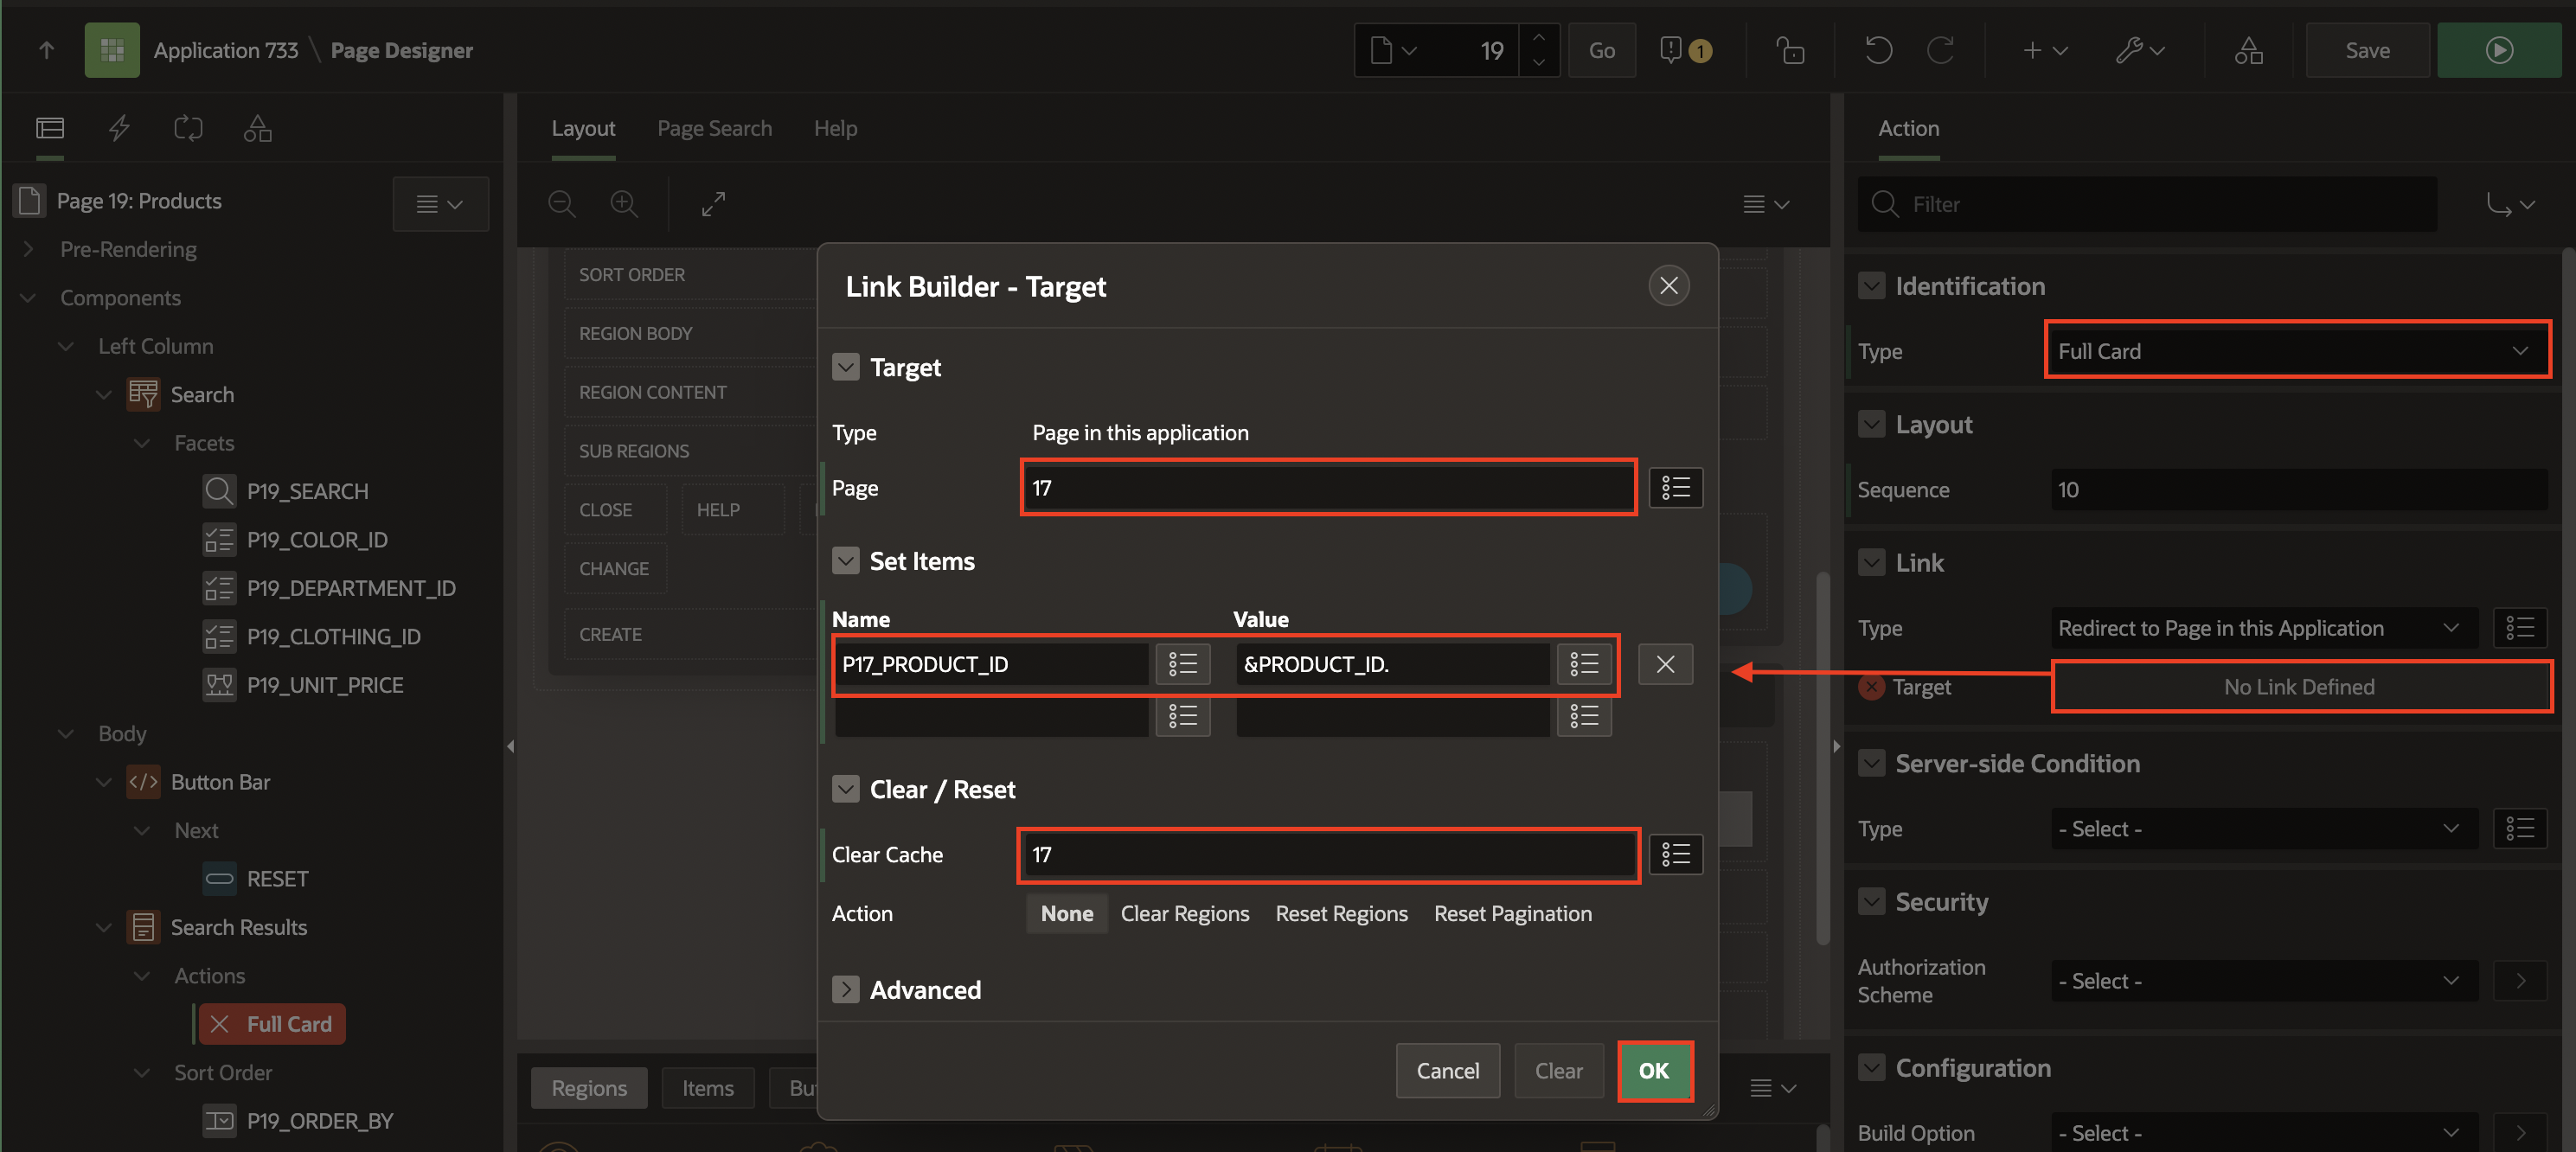 Application 733 \ Page Designer
19
Go
1
Save
Layout
Page Search
Help
Action
Page 19: Products
Filter
Pre-Rendering
Components
Left Column
Search
Facets
P19_SEARCH
P19_COLOR_ID
P19_DEPARTMENT_ID
P19_CLOTHING_ID
P19_UNIT_PRICE
Body
Button Bar
Next
RESET
Search Results
Actions
Full Card
Sort Order
P19_ORDER_BY
SORT ORDER
REGION BODY
REGION CONTENT
SUB REGIONS
CLOSE
HELP
CHANGE
CREATE
Regions
Items
Bu
Link Builder - Target
Target
Type
Page in this application
Page
17
Set Items
Name
Value
P17_PRODUCT_ID
&PRODUCT_ID.
Clear / Reset
Clear Cache
17
Action
None
Clear Regions
Reset Regions
Reset Pagination
Advanced
Cancel
Clear
OK
Identification
Type
Full Card
Layout
Sequence
10
Link
Type
Redirect to Page in this Application
Target
No Link Defined
Server-side Condition
Type
- Select -
Security
Authorization
Scheme
- Select -
Configuration
Build Option
- Select -